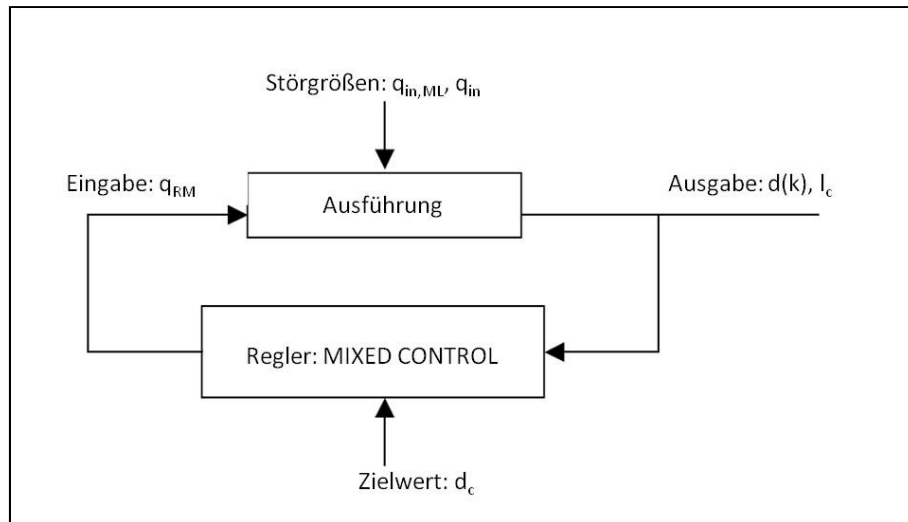 Störgrößen: q_in,ML, q_in
Eingabe: q_RM
Ausgabe: d(k), l_c
Ausführung
Regler: MIXED CONTROL
Zielwert: d_c